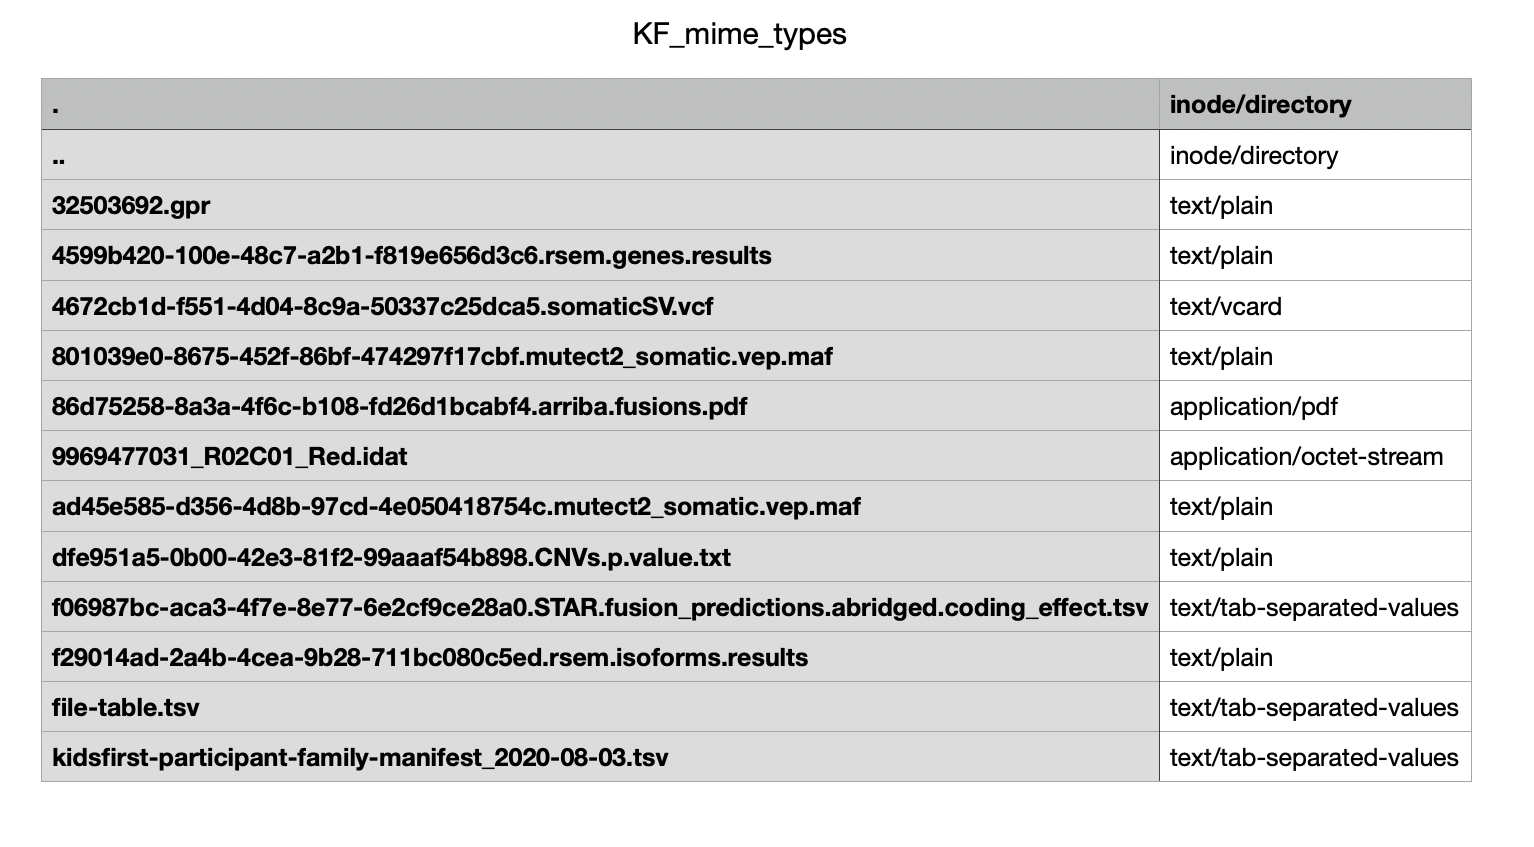 KF_mime_types
. inode/directory
.. inode/directory
32503692.gpr text/plain
4599b420-100e-48c7-a2b1-f819e656d3c6.rsem.genes.results text/plain
4672cb1d-f551-4d04-8c9a-50337c25dca5.somaticSV.vcf text/vcard
801039e0-8675-452f-86bf-474297f17cbf.mutect2_somatic.vep.maf text/plain
86d75258-8a3a-4f6c-b108-fd26d1bcabf4.arriba.fusions.pdf application/pdf
9969477031_R02C01_Red.idat application/octet-stream
ad45e585-d356-4d8b-97cd-4e050418754c.mutect2_somatic.vep.maf text/plain
dfe951a5-0b00-42e3-81f2-99aaaf54b898.CNVs.p.value.txt text/plain
f06987bc-aca3-4f7e-8e77-6e2cf9ce28a0.STAR.fusion_predictions.abridged.coding_effect.tsv text/tab-separated-values
f29014ad-2a4b-4cea-9b28-711bc080c5ed.rsem.isoforms.results text/plain
file-table.tsv text/tab-separated-values
kidsfirst-participant-family-manifest_2020-08-03.tsv text/tab-separated-values